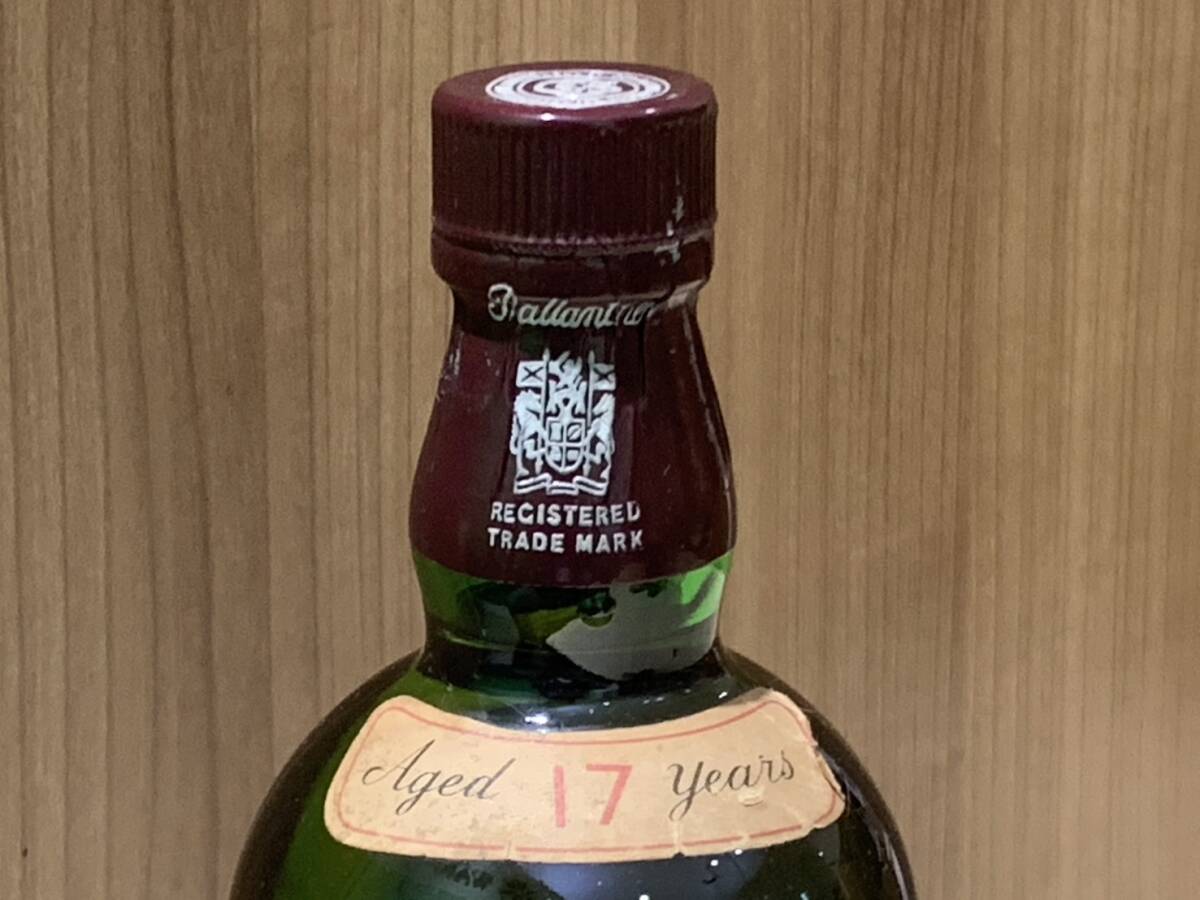 Ballantine's
REGISTERED
TRADE MARK
Aged 17 Years